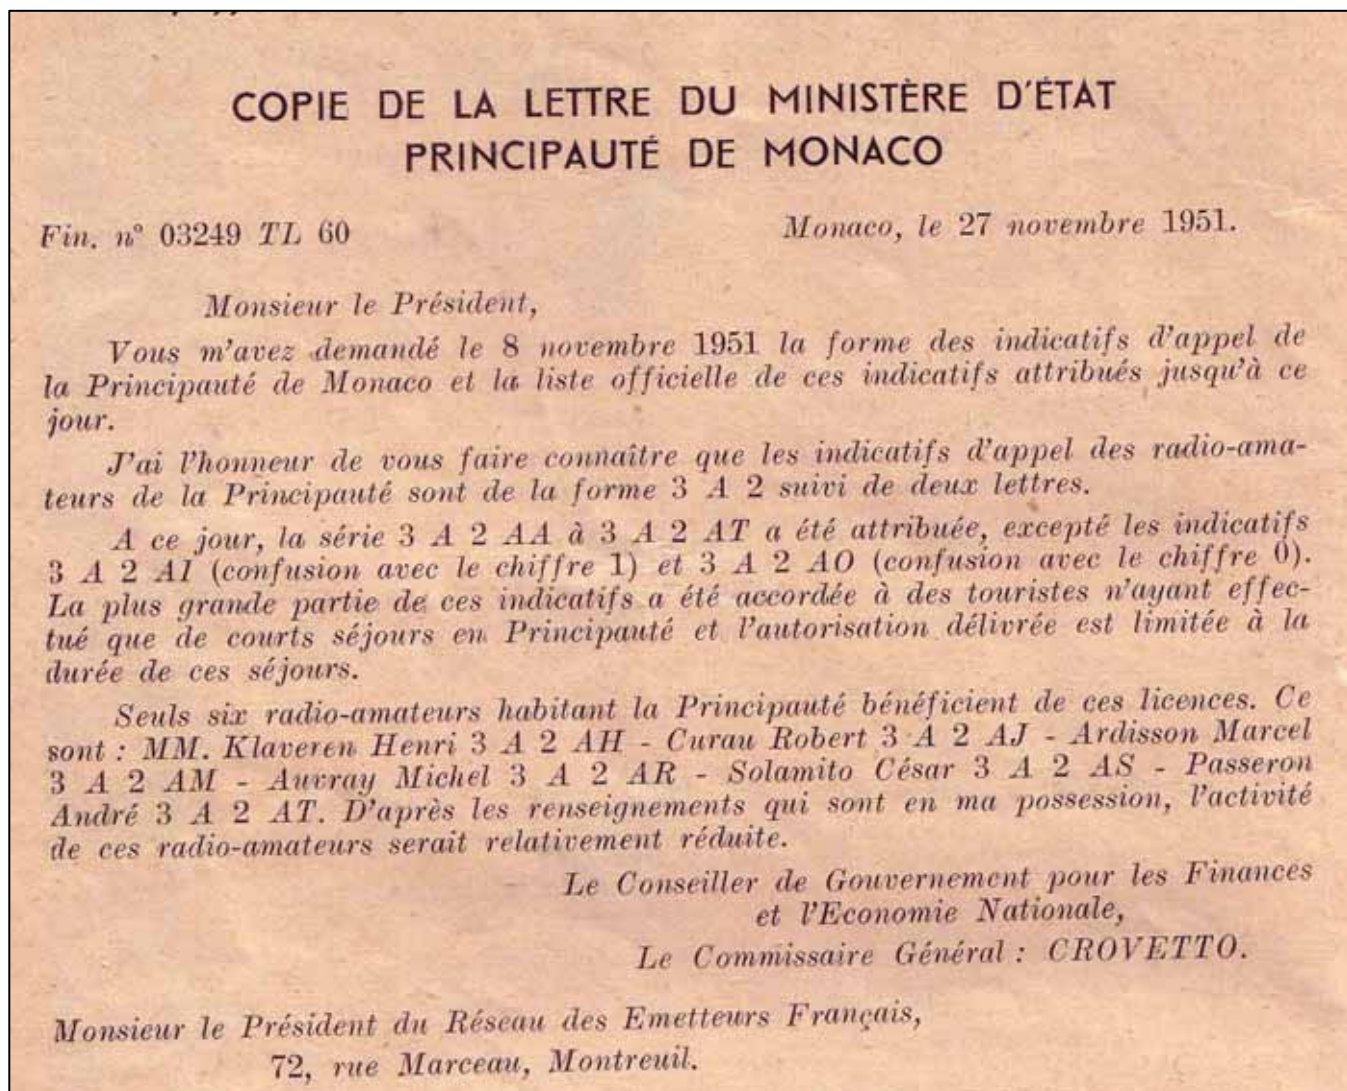 COPIE DE LA LETTRE DU MINISTÈRE D'ÉTAT
PRINCIPAUTÉ DE MONACO
Fin. n° 03249 TL 60
Monaco, le 27 novembre 1951.
Monsieur le Président,
Vous m'avez demandé le 8 novembre 1951 la forme des indicatifs d'appel de
la Principauté de Monaco et la liste officielle de ces indicatifs attribués jusqu'à ce
jour.
J'ai l'honneur de vous faire connaître que les indicatifs d'appel des radio-ama-
teurs de la Principauté sont de la forme 3 A 2 suivi de deux lettres.
A ce jour, la série 3 A 2 AA à 3 A 2 AT a été attribuée, excepté les indicatifs
3 A 2 AI (confusion avec le chiffre 1) et 3 A 2 AO (confusion avec le chiffre 0).
La plus grande partie de ces indicatifs a été accordée à des touristes n'ayant effec-
tué que de courts séjours en Principauté et l'autorisation délivrée est limitée à la
durée de ces séjours.
Seuls six radio-amateurs habitant la Principauté bénéficient de ces licences. Ce
sont : MM. Klaveren Henri 3 A 2 AH - Curau Robert 3 A 2 AJ - Ardisson Marcel
3 A 2 AM - Auvray Michel 3 A 2 AR - Solamito César 3 A 2 AS - Passeron
André 3 A 2 AT. D'après les renseignements qui sont en ma possession, l'activité
de ces radio-amateurs serait relativement réduite.
Le Conseiller de Gouvernement pour les Finances
et l'Economie Nationale,
Le Commissaire Général : CROVETTO.
Monsieur le Président du Réseau des Emetteurs Français,
72, rue Marceau, Montreuil.